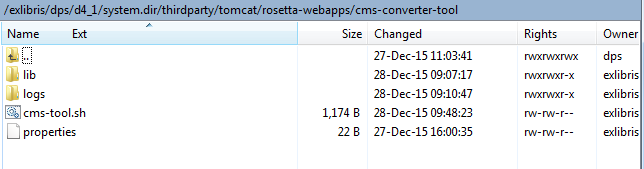 /exlibris/dps/d4_1/system.dir/thirdparty/tomcat/rosetta-webapps/cms-converter-tool
Name Ext Size Changed Rights Owner
.. 27-Dec-15 11:03:41 rwxrwxrwx dps
lib 28-Dec-15 09:07:17 rwxrwxr-x exlibris
logs 28-Dec-15 09:10:47 rwxrwxr-x exlibris
cms-tool.sh 1,174 B 28-Dec-15 09:48:23 rw-rw-r-- exlibris
properties 22 B 27-Dec-15 16:00:35 rw-rw-r-- exlibris